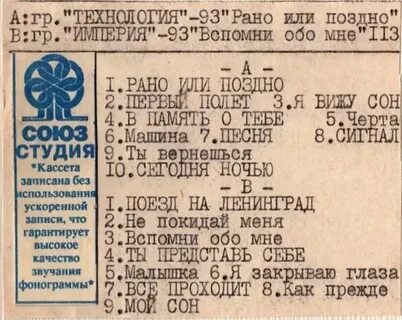 А:гр."ТЕХНОЛОГИЯ"-93"Рано или поздно"
В:гр."ИМПЕРИЯ"-93"Вспомни обо мне"II3
- А -
I.РАНО ИЛИ ПОЗДНО
2.ПЕРВЫЙ ПОЛЕТ 3.Я ВИЖУ СОН
4.В ПАМЯТЬ О ТЕБЕ 5.Черта
6.Машина 7.ПЕСНЯ 8.СИГНАЛ
9.Ты вернешься
IO.СЕГОДНЯ НОЧЬЮ
- В -
I.ПОЕЗД НА ЛЕНИНГРАД
2.Не покидай меня
3.Вспомни обо мне
4.ТЫ ПРЕДСТАВЬ СЕБЕ
5.Малышка 6.Я закрываю глаза
7.ВСЕ ПРОХОДИТ 8.Как прежде
9.МОЙ СОН
СОЮЗ
СТУДИЯ
*Кассета
записана без
использования
ускоренной
записи, что
гарантирует
высокое
качество
звучания
фонограммы*